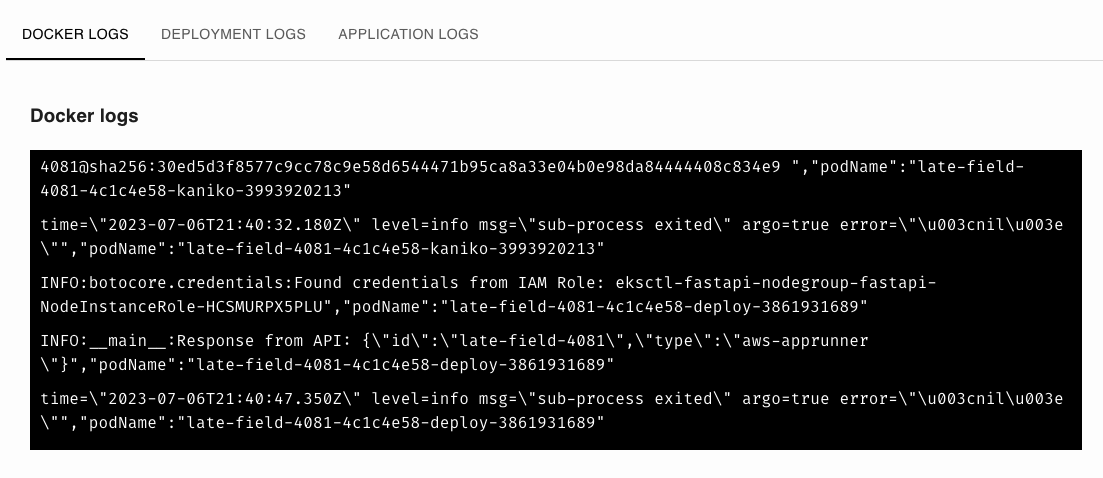 DOCKER LOGS DEPLOYMENT LOGS APPLICATION LOGS
Docker logs
4081@sha256:30ed5d3f8577c9cc78c9e58d6544471b95ca8a33e04b0e98da84444408c834e9 ","podName":"late-field-
4081-4c1c4e58-kaniko-3993920213"
time=\"2023-07-06T21:40:32.180Z\" level=info msg=\"sub-process exited\" argo=true error=\"\u003cnil\u003e
\"","podName":"late-field-4081-4c1c4e58-kaniko-3993920213"
INFO:botocore.credentials:Found credentials from IAM Role: eksctl-fastapi-nodegroup-fastapi-
NodeInstanceRole-HCSMURPX5PLU","podName":"late-field-4081-4c1c4e58-deploy-3861931689"
INFO:__main__:Response from API: {\"id\":\"late-field-4081\",\"type\":\"aws-apprunner
\"}","podName":"late-field-4081-4c1c4e58-deploy-3861931689"
time=\"2023-07-06T21:40:47.350Z\" level=info msg=\"sub-process exited\" argo=true error=\"\u003cnil\u003e
\"","podName":"late-field-4081-4c1c4e58-deploy-3861931689"